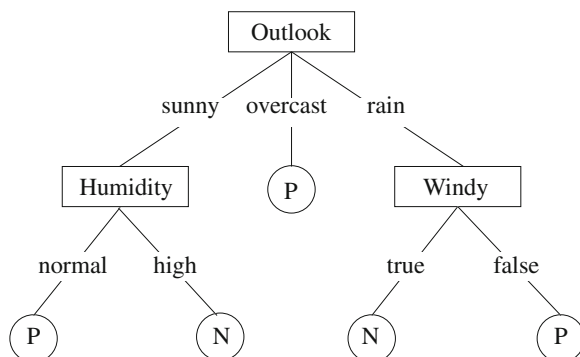 Outlook
sunny overcast rain
Humidity P Windy
normal high true false
P N N P